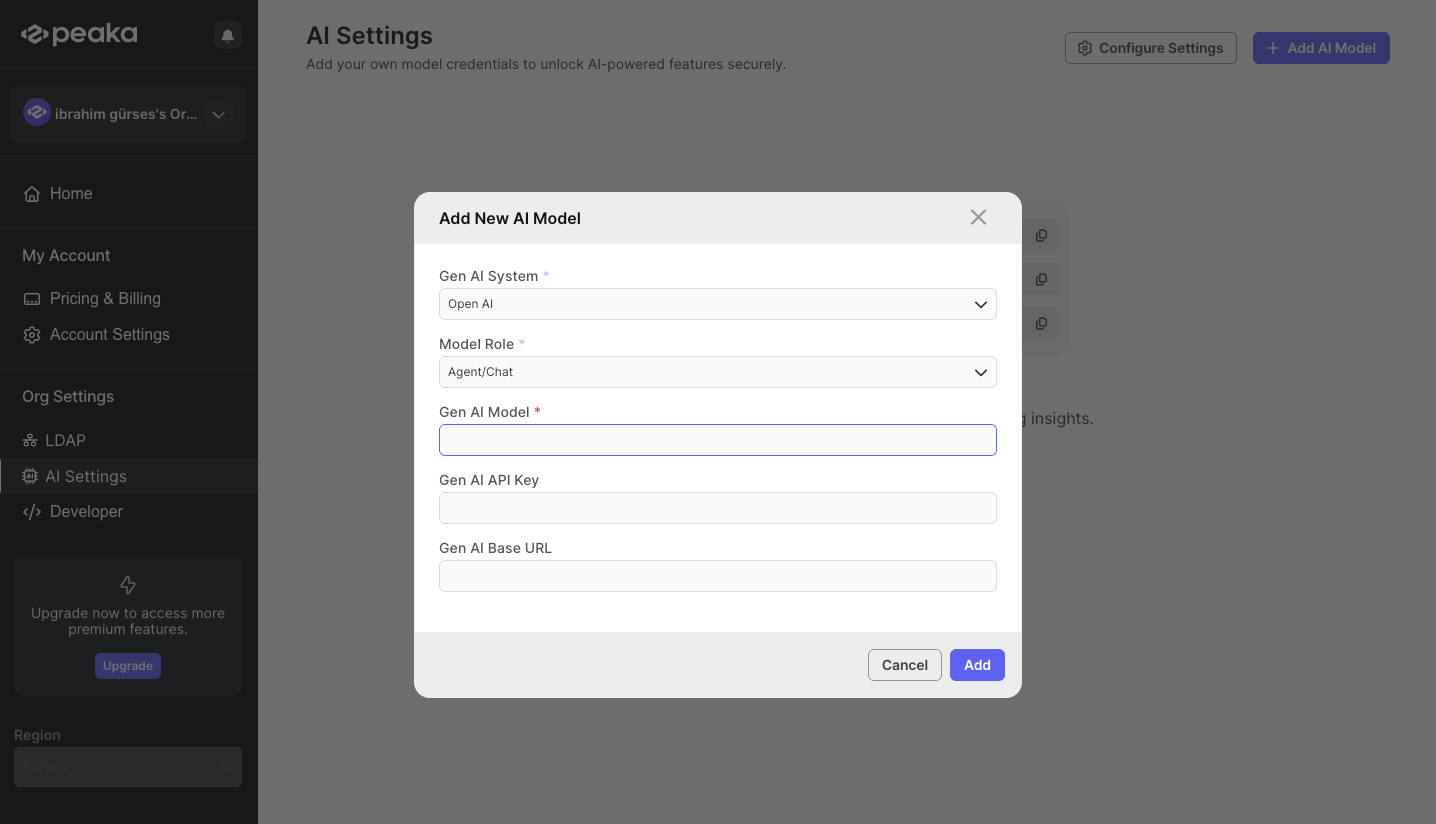 peaka
ibrahim gürses's Or...
Home
My Account
Pricing & Billing
Account Settings
Org Settings
LDAP
AI Settings
Developer
Upgrade now to access more
premium features.
Upgrade
Region
Europe
AI Settings
Add your own model credentials to unlock AI-powered features securely.
Configure Settings
Add AI Model
Add New AI Model
Gen AI System *
Open AI
Model Role *
Agent/Chat
Gen AI Model *
Gen AI API Key
Gen AI Base URL
Cancel
Add
insights.